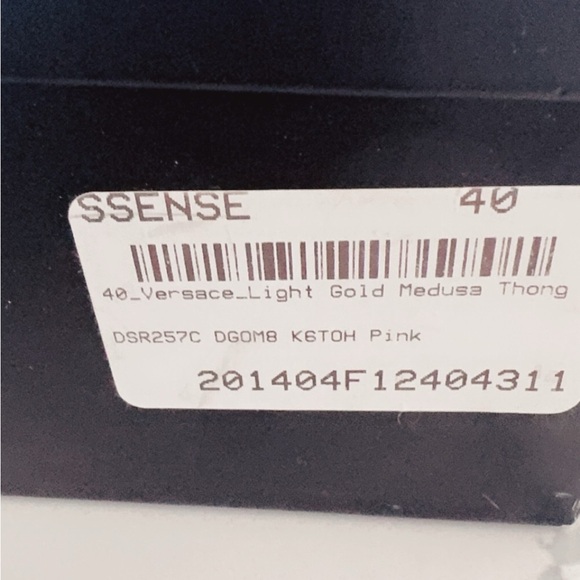 SSENSE 40
40_Versace_Light Gold Medusa Thong
DSR257C DGOM8 K6TOH Pink
201404F12404311